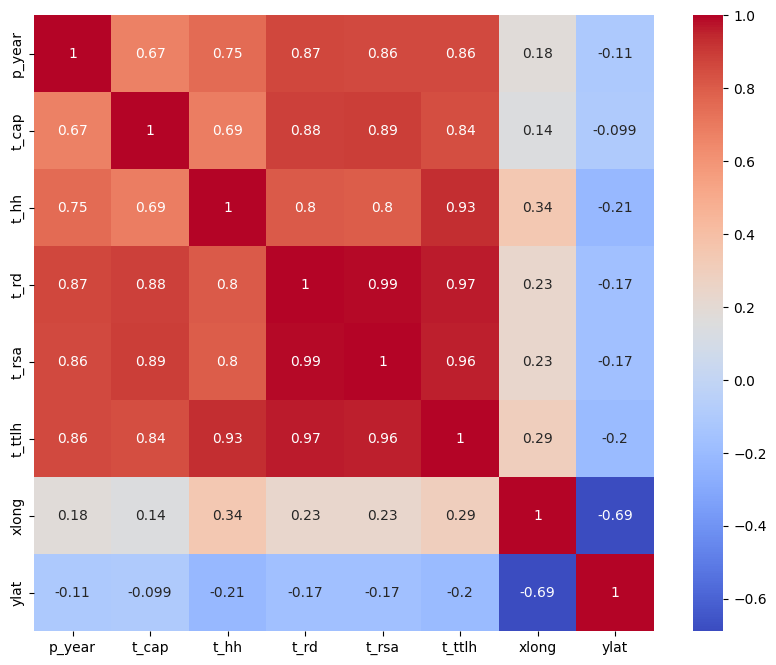 p_year 1 0.67 0.75 0.87 0.86 0.86 0.18 -0.11
t_cap 0.67 1 0.69 0.88 0.89 0.84 0.14 -0.099
t_hh 0.75 0.69 1 0.8 0.8 0.93 0.34 -0.21
t_rd 0.87 0.88 0.8 1 0.99 0.97 0.23 -0.17
t_rsa 0.86 0.89 0.8 0.99 1 0.96 0.23 -0.17
t_ttlh 0.86 0.84 0.93 0.97 0.96 1 0.29 -0.2
xlong 0.18 0.14 0.34 0.23 0.23 0.29 1 -0.69
ylat -0.11 -0.099 -0.21 -0.17 -0.17 -0.2 -0.69 1
p_year t_cap t_hh t_rd t_rsa t_ttlh xlong ylat
1.0
0.8
0.6
0.4
0.2
0.0
−0.2
−0.4
−0.6